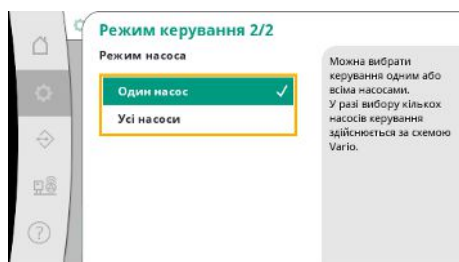 Режим керування 2/2
Режим насоса
Один насос
Усі насоси
Можна вибрати
керування одним або
всіма насосами.
У разі вибору кількох
насосів керування
здійснюється за схемою
Vario.
?